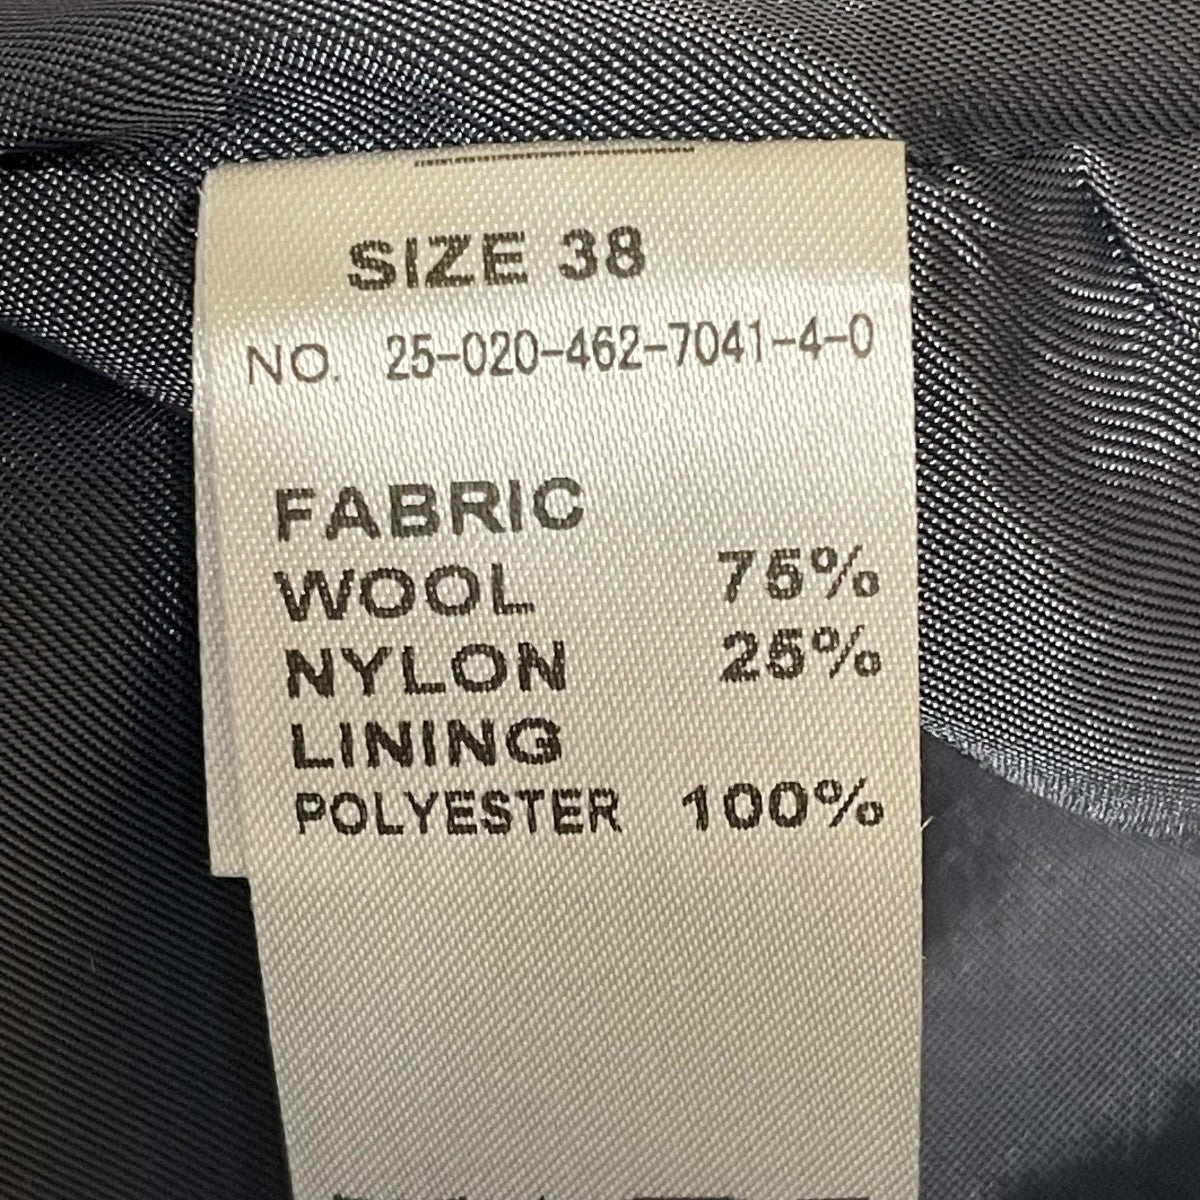 SIZE 38
NO. 25-020-462-7041-4-0
FABRIC
WOOL 75%
NYLON 25%
LINING
POLYESTER 100%